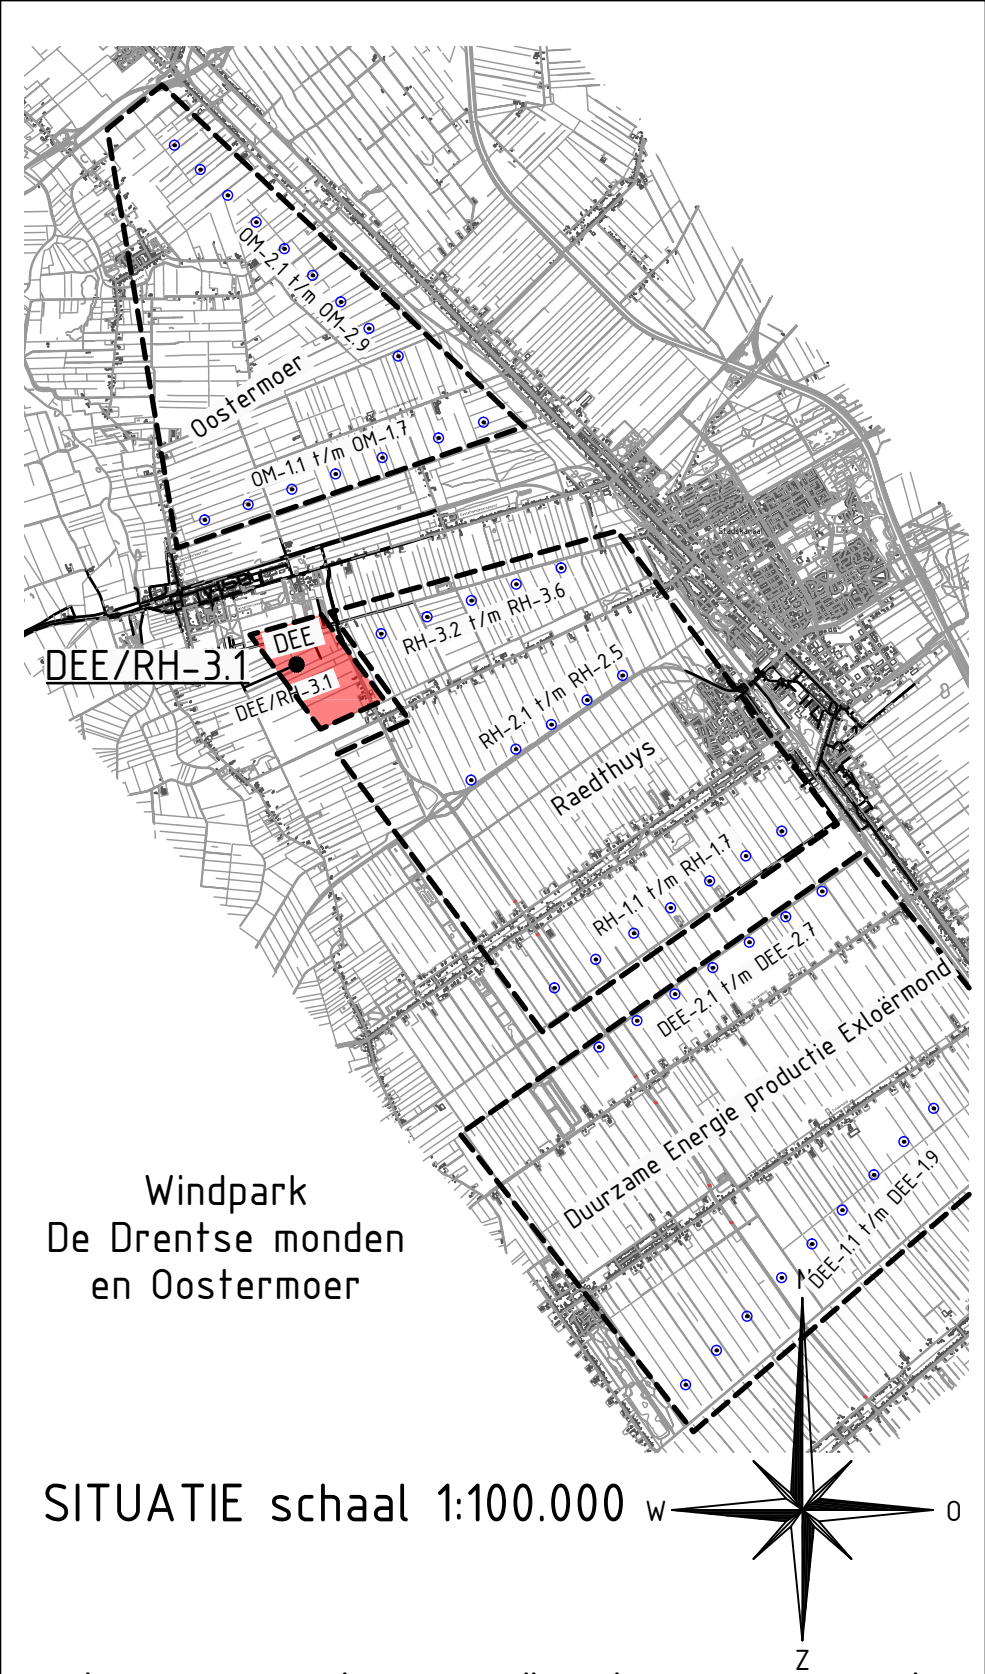 OM-2.1 t/m OM-2.9
Oostermoer
OM-1.1 t/m OM-1.7
Stadskanaal
RH-3.2 t/m RH-3.6
DEE
DEE/RH-3.1
DEE/RH-3.1
RH-2.1 t/m RH-2.5
Raedthuys
RH-1.1 t/m RH-1.7
DEE-2.1 t/m DEE-2.7
Duurzame Energie productie Exloërmond
DEE-1.1 t/m DEE-1.9
Windpark
De Drentse monden
en Oostermoer
SITUATIE schaal 1:100.000
W
O
Z